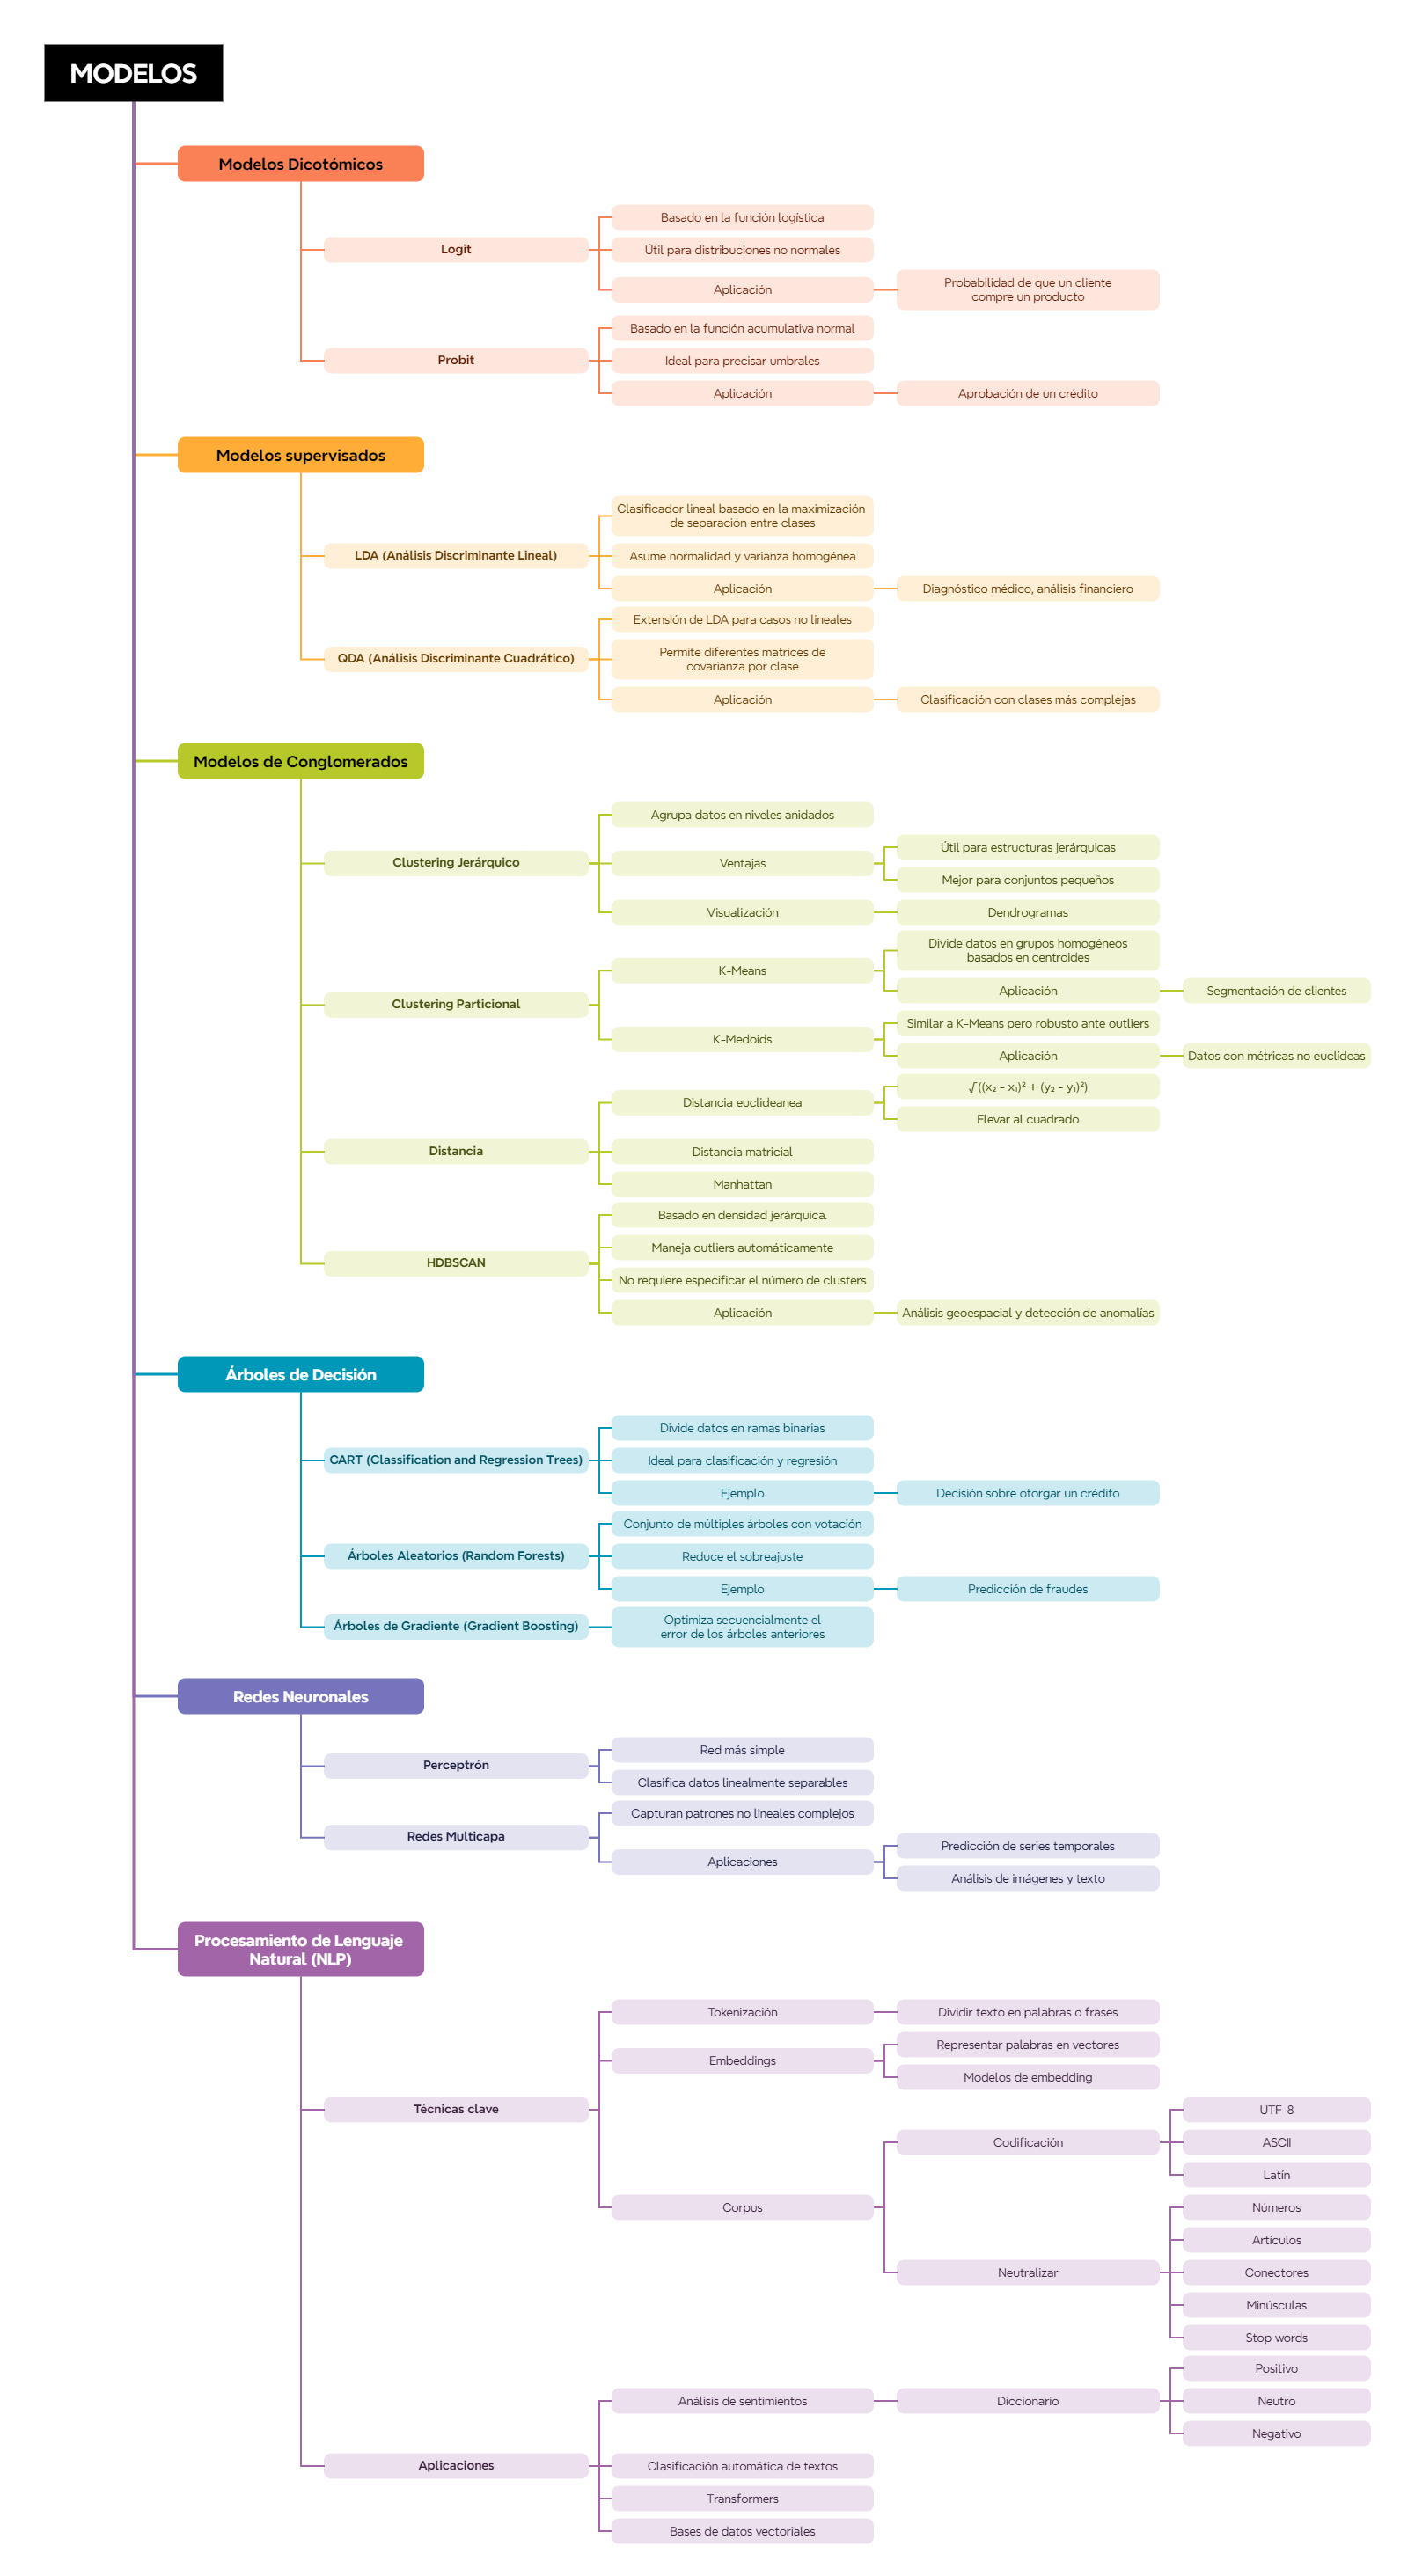 MODELOS
Modelos Dicotómicos
Logit
Basado en la función logística
Útil para distribuciones no normales
Aplicación
Probabilidad de que un cliente
compre un producto
Probit
Basado en la función acumulativa normal
Ideal para precisar umbrales
Aplicación
Aprobación de un crédito
Modelos supervisados
LDA (Análisis Discriminante Lineal)
Clasificador lineal basado en la maximización
de separación entre clases
Asume normalidad y varianza homogénea
Aplicación
Diagnóstico médico, análisis financiero
QDA (Análisis Discriminante Cuadrático)
Extensión de LDA para casos no lineales
Permite diferentes matrices de
covarianza por clase
Aplicación
Clasificación con clases más complejas
Modelos de Conglomerados
Clustering Jerárquico
Agrupa datos en niveles anidados
Ventajas
Útil para estructuras jerárquicas
Mejor para conjuntos pequeños
Visualización
Dendrogramas
Clustering Particional
K-Means
Divide datos en grupos homogéneos
basados en centroides
Aplicación
Segmentación de clientes
K-Medoids
Similar a K-Means pero robusto ante outliers
Aplicación
Datos con métricas no euclídeas
Distancia
Distancia euclideanea
√((x₂ - x₁)² + (y₂ - y₁)²)
Elevar al cuadrado
Distancia matricial
Manhattan
HDBSCAN
Basado en densidad jerárquica.
Maneja outliers automáticamente
No requiere especificar el número de clusters
Aplicación
Análisis geoespacial y detección de anomalías
Árboles de Decisión
CART (Classification and Regression Trees)
Divide datos en ramas binarias
Ideal para clasificación y regresión
Ejemplo
Decisión sobre otorgar un crédito
Árboles Aleatorios (Random Forests)
Conjunto de múltiples árboles con votación
Reduce el sobreajuste
Ejemplo
Predicción de fraudes
Árboles de Gradiente (Gradient Boosting)
Optimiza secuencialmente el
error de los árboles anteriores
Redes Neuronales
Perceptrón
Red más simple
Clasifica datos linealmente separables
Redes Multicapa
Capturan patrones no lineales complejos
Aplicaciones
Predicción de series temporales
Análisis de imágenes y texto
Procesamiento de Lenguaje
Natural (NLP)
Técnicas clave
Tokenización
Dividir texto en palabras o frases
Embeddings
Representar palabras en vectores
Modelos de embedding
Corpus
Codificación
UTF-8
ASCII
Latín
Neutralizar
Números
Artículos
Conectores
Minúsculas
Stop words
Aplicaciones
Análisis de sentimientos
Diccionario
Positivo
Neutro
Negativo
Clasificación automática de textos
Transformers
Bases de datos vectoriales